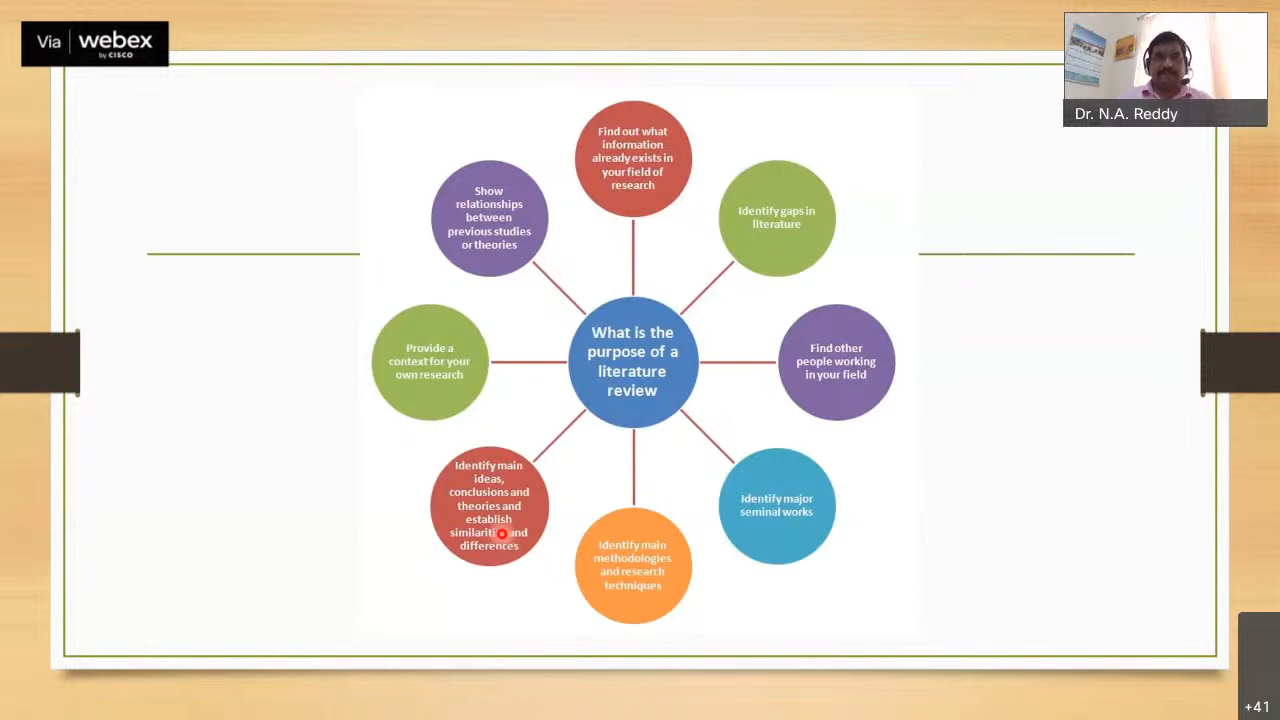 Via webex
by CISCO
Dr. N.A. Reddy
Find out what
information
already exists in
your field of
research
Identify gaps in
literature
Find other
people working
in your field
Identify major
seminal works
Identify main
methodologies
and research
techniques
Identify main
ideas,
conclusions and
theories and
establish
similarities and
differences
Provide a
context for your
own research
Show
relationships
between
previous studies
or theories
What is the
purpose of a
literature
review
+41